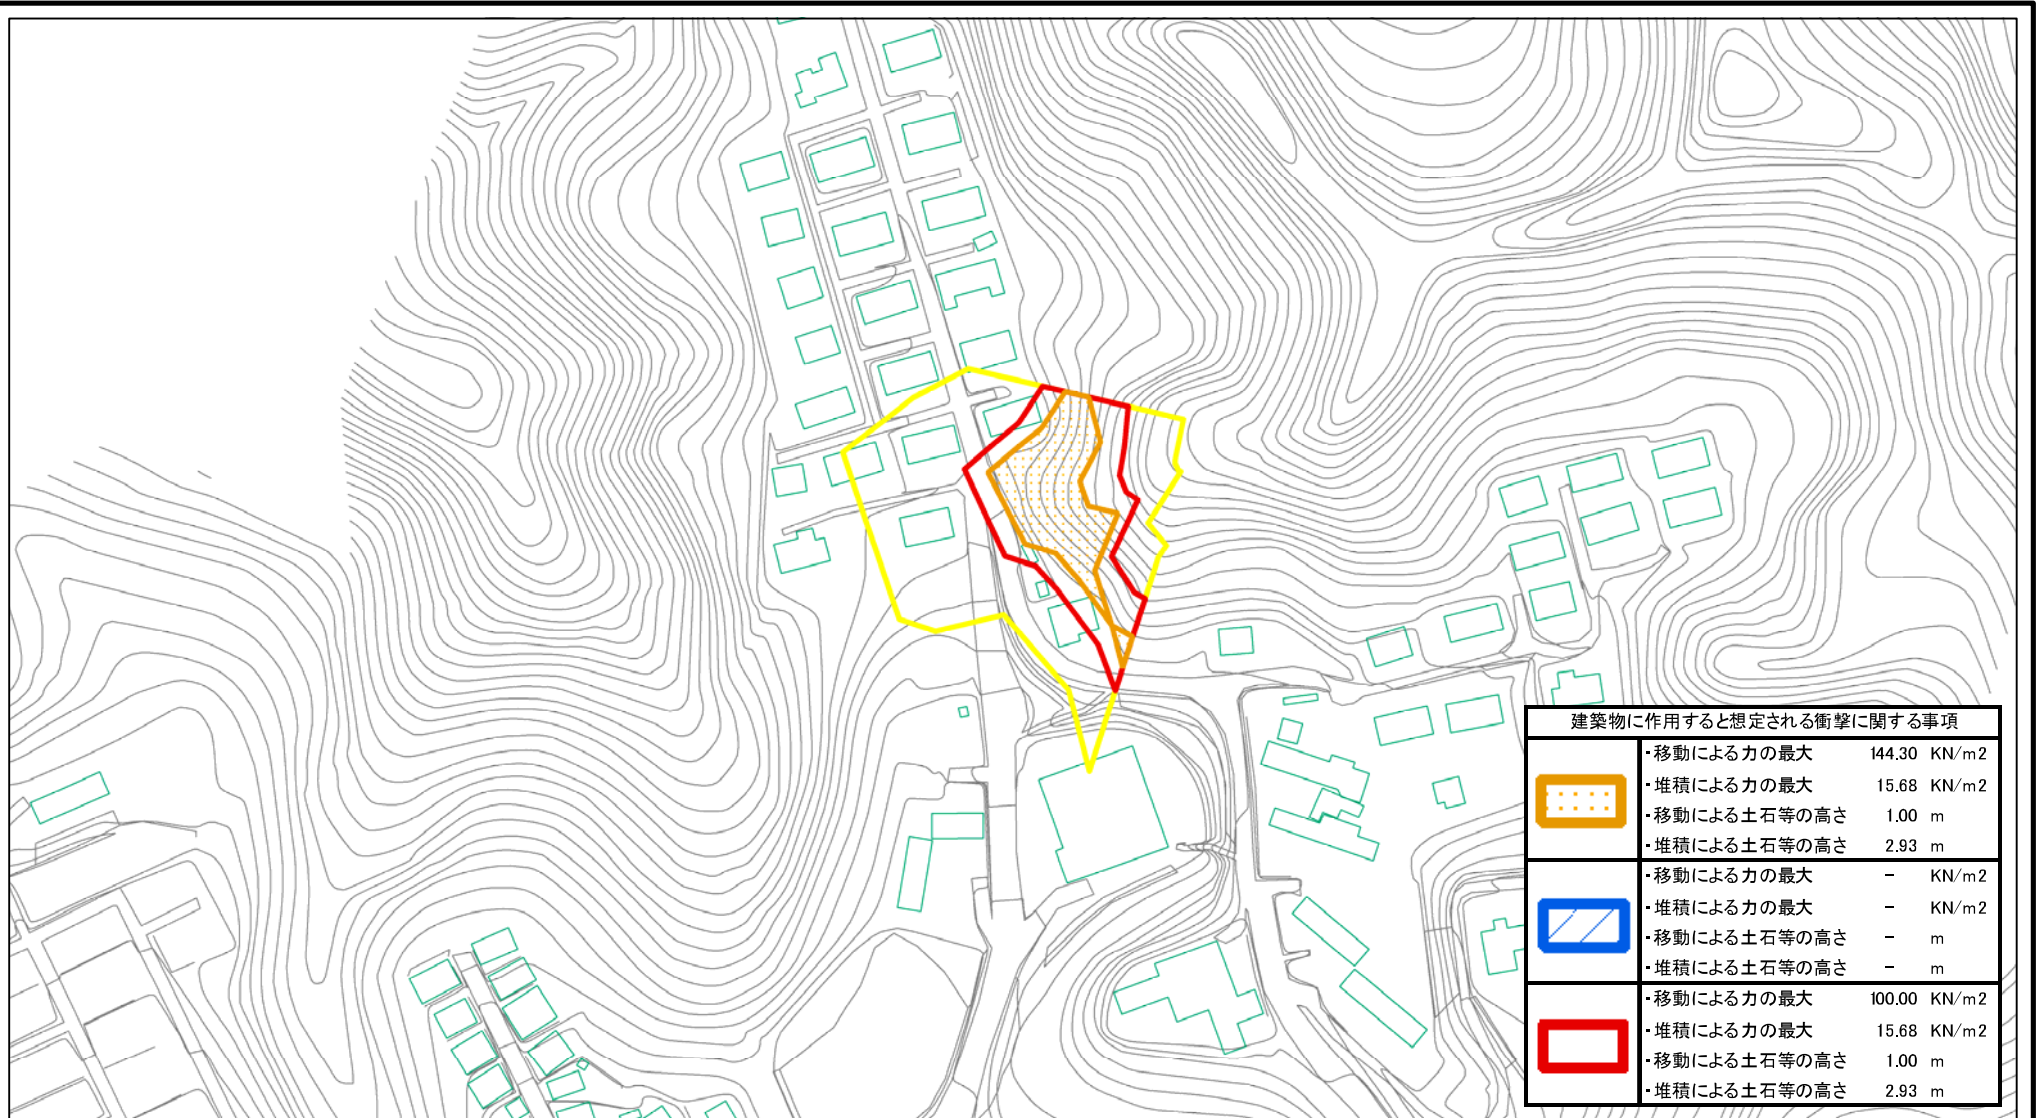 建築物に作用すると想定される衝撃に関する事項
・移動による力の最大 144.30 KN/m2
・堆積による力の最大 15.68 KN/m2
・移動による土石等の高さ 1.00 m
・堆積による土石等の高さ 2.93 m
・移動による力の最大 － KN/m2
・堆積による力の最大 － KN/m2
・移動による土石等の高さ － m
・堆積による土石等の高さ － m
・移動による力の最大 100.00 KN/m2
・堆積による力の最大 15.68 KN/m2
・移動による土石等の高さ 1.00 m
・堆積による土石等の高さ 2.93 m